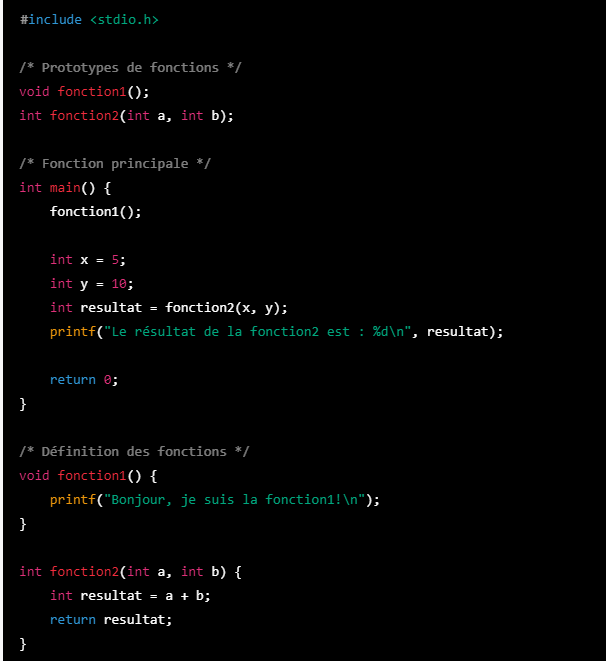 #include <stdio.h>
/* Prototypes de fonctions */
void fonction1();
int fonction2(int a, int b);
/* Fonction principale */
int main() {
    fonction1();
    int x = 5;
    int y = 10;
    int resultat = fonction2(x, y);
    printf("Le résultat de la fonction2 est : %d\n", resultat);
    return 0;
}
/* Définition des fonctions */
void fonction1() {
    printf("Bonjour, je suis la fonction1!\n");
}
int fonction2(int a, int b) {
    int resultat = a + b;
    return resultat;
}